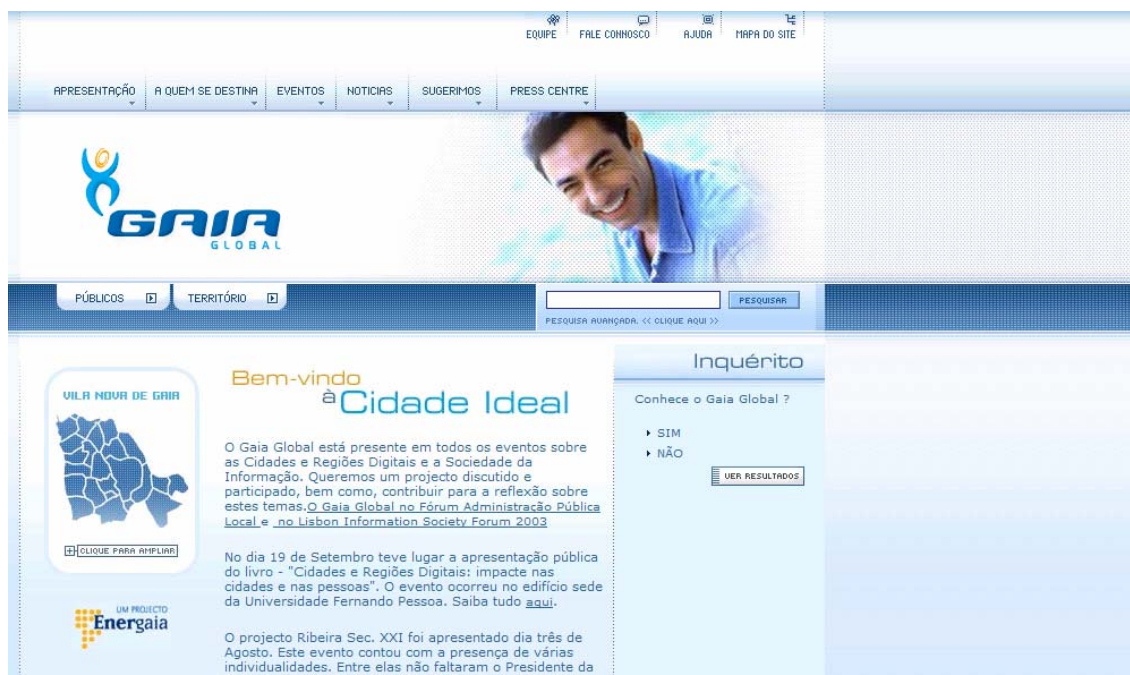 EQUIPE FALE CONNOSCO AJUDA MAPA DO SITE
APRESENTAÇÃO A QUEM SE DESTINA EVENTOS NOTICIAS SUGERIMOS PRESS CENTRE
GAIA
GLOBAL
PÚBLICOS TERRITÓRIO
PESQUISAR
PESQUISA AVANÇADA. << CLIQUE AQUI >>
VILA NOVA DE GAIA
CLIQUE PARA AMPLIAR
UM PROJECTO
Energaia
Bem-vindo
à Cidade Ideal
O Gaia Global está presente em todos os eventos sobre
as Cidades e Regiões Digitais e a Sociedade da
Informação. Queremos um projecto discutido e
participado, bem como, contribuir para a reflexão sobre
estes temas.O Gaia Global no Fórum Administração Pública
Local e no Lisbon Information Society Forum 2003
No dia 19 de Setembro teve lugar a apresentação pública
do livro - "Cidades e Regiões Digitais: impacte nas
cidades e nas pessoas". O evento ocorreu no edifício sede
da Universidade Fernando Pessoa. Saiba tudo aqui.
O projecto Ribeira Sec. XXI foi apresentado dia três de
Agosto. Este evento contou com a presença de várias
individualidades. Entre elas não faltaram o Presidente da
Inquérito
Conhece o Gaia Global ?
SIM
NÃO
VER RESULTADOS